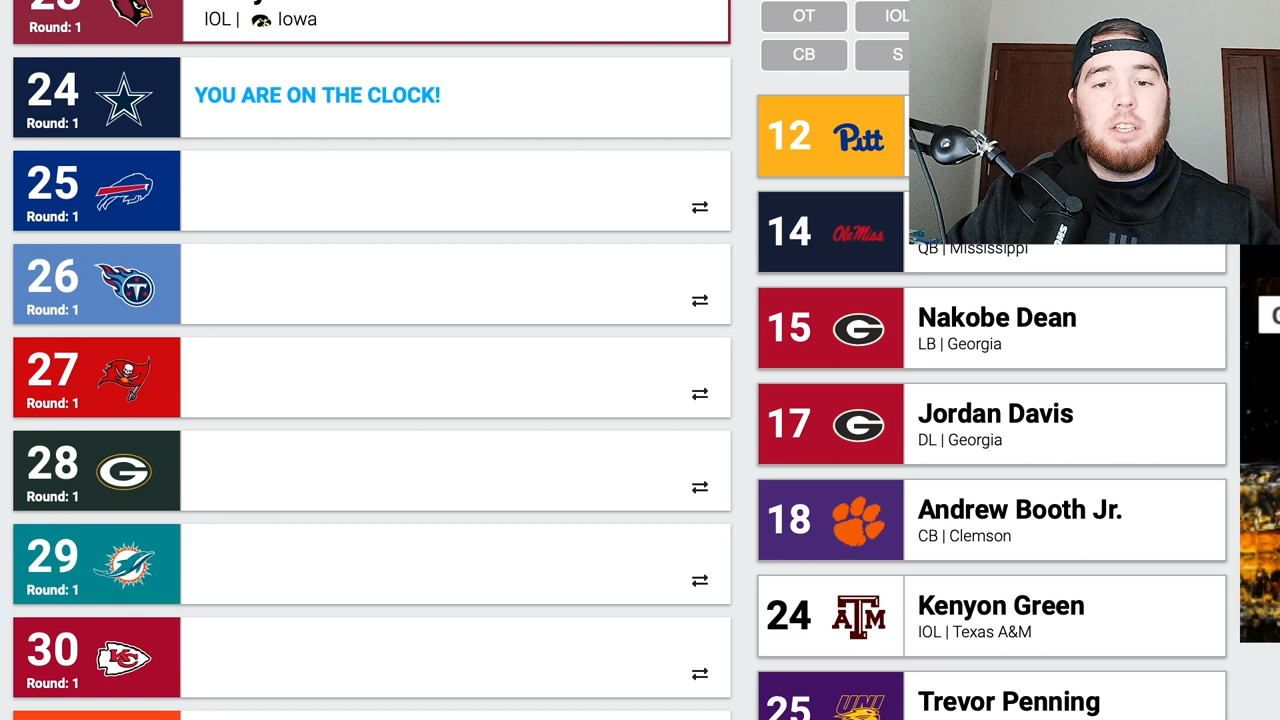 Round: 1
IOL | Iowa
24
Round: 1
YOU ARE ON THE CLOCK!
25
Round: 1
26
Round: 1
27
Round: 1
28
Round: 1
29
Round: 1
30
Round: 1
OT
IOL
CB
S
12
Pitt
14
Ole Miss
QB | Mississippi
15
Nakobe Dean
LB | Georgia
17
Jordan Davis
DL | Georgia
18
Andrew Booth Jr.
CB | Clemson
24
ATM
Kenyon Green
IOL | Texas A&M
25
UNI
Trevor Penning